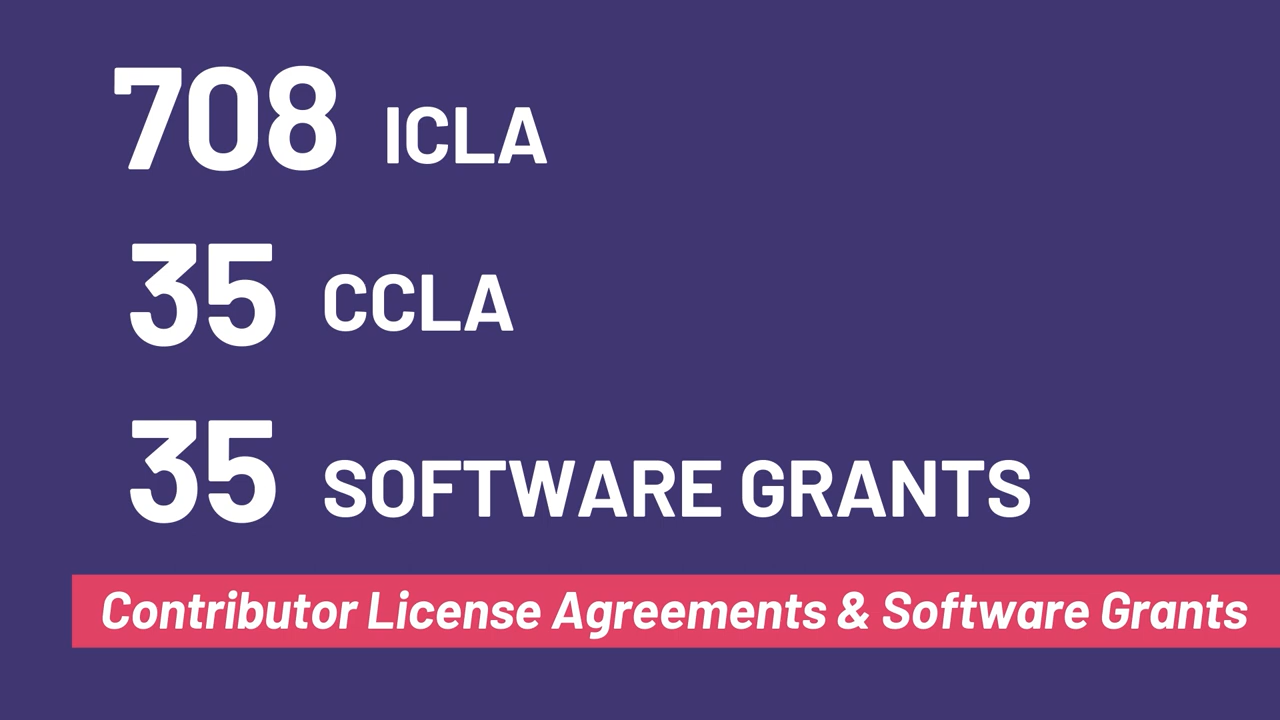 708 ICLA
35 CCLA
35 SOFTWARE GRANTS
Contributor License Agreements & Software Grants